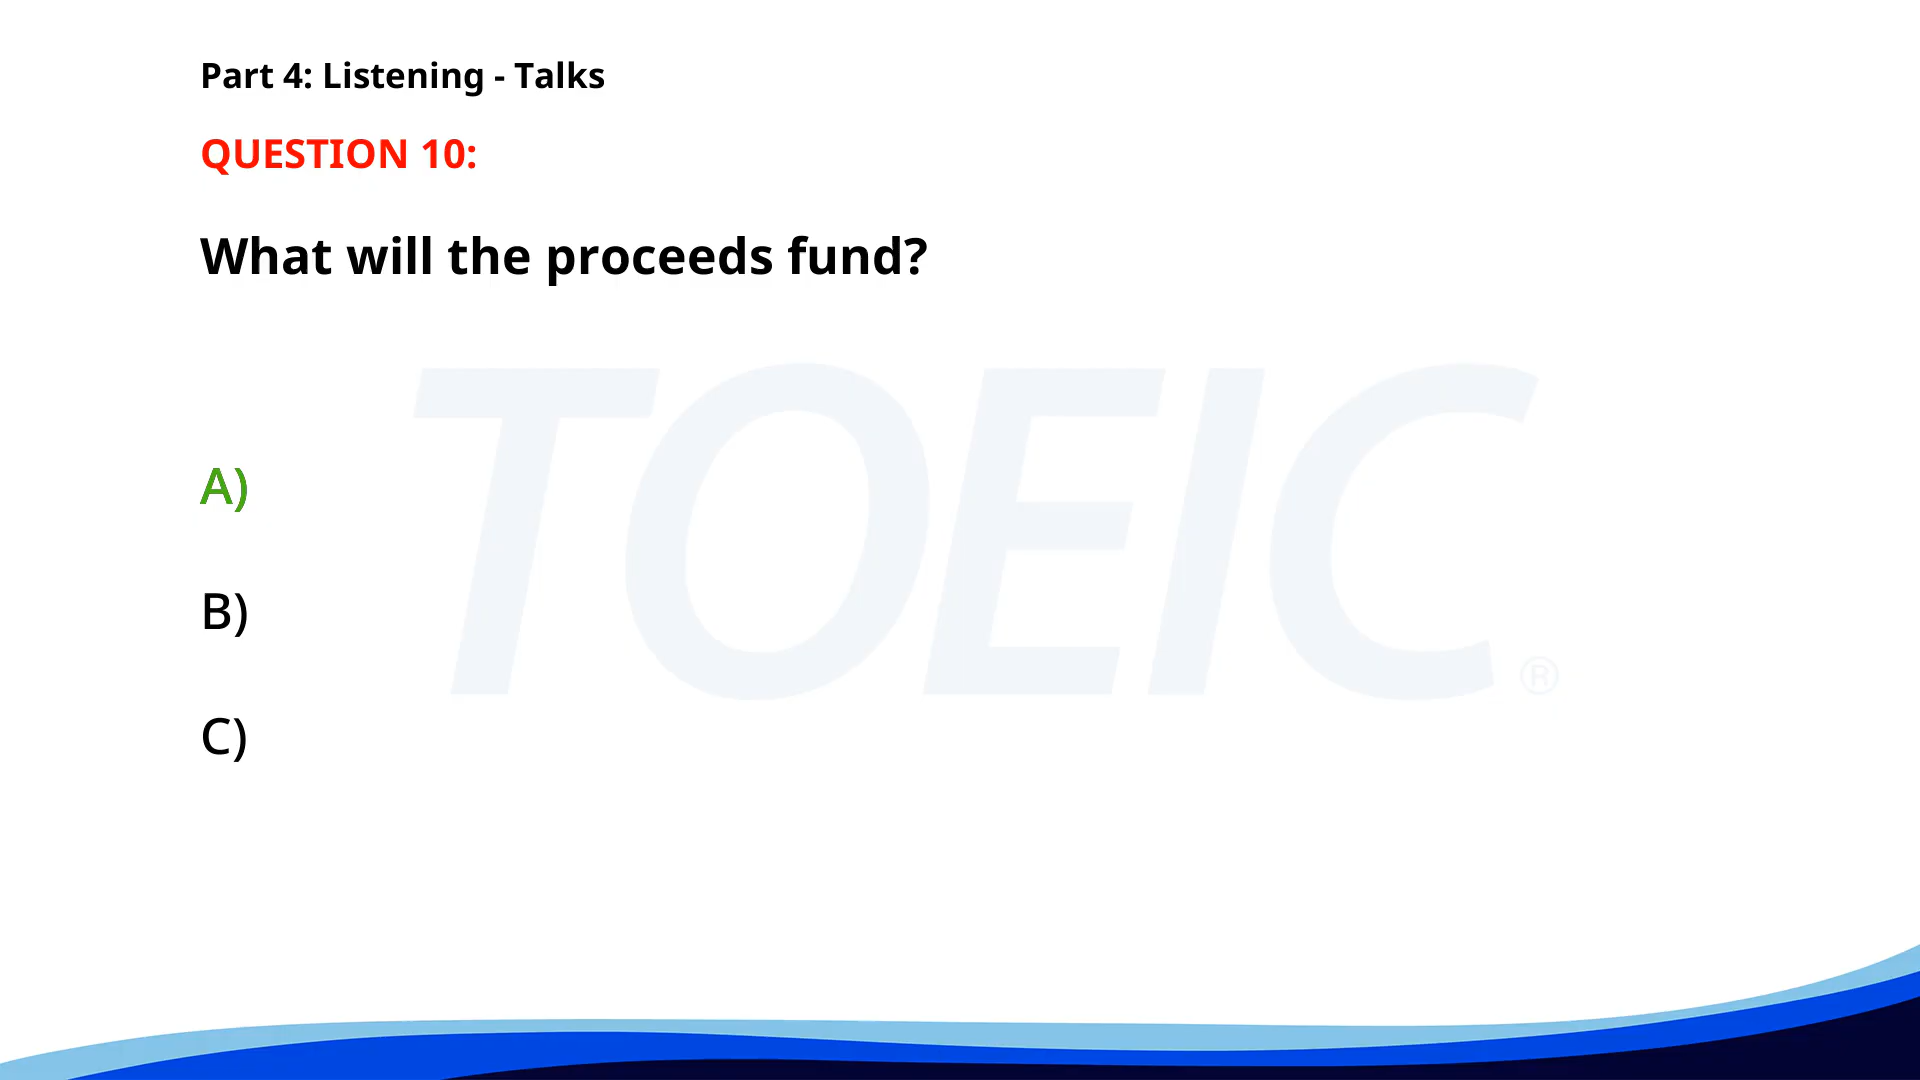 Part 4: Listening - Talks
QUESTION 10:
What will the proceeds fund?
TOEIC®
A)
B)
C)